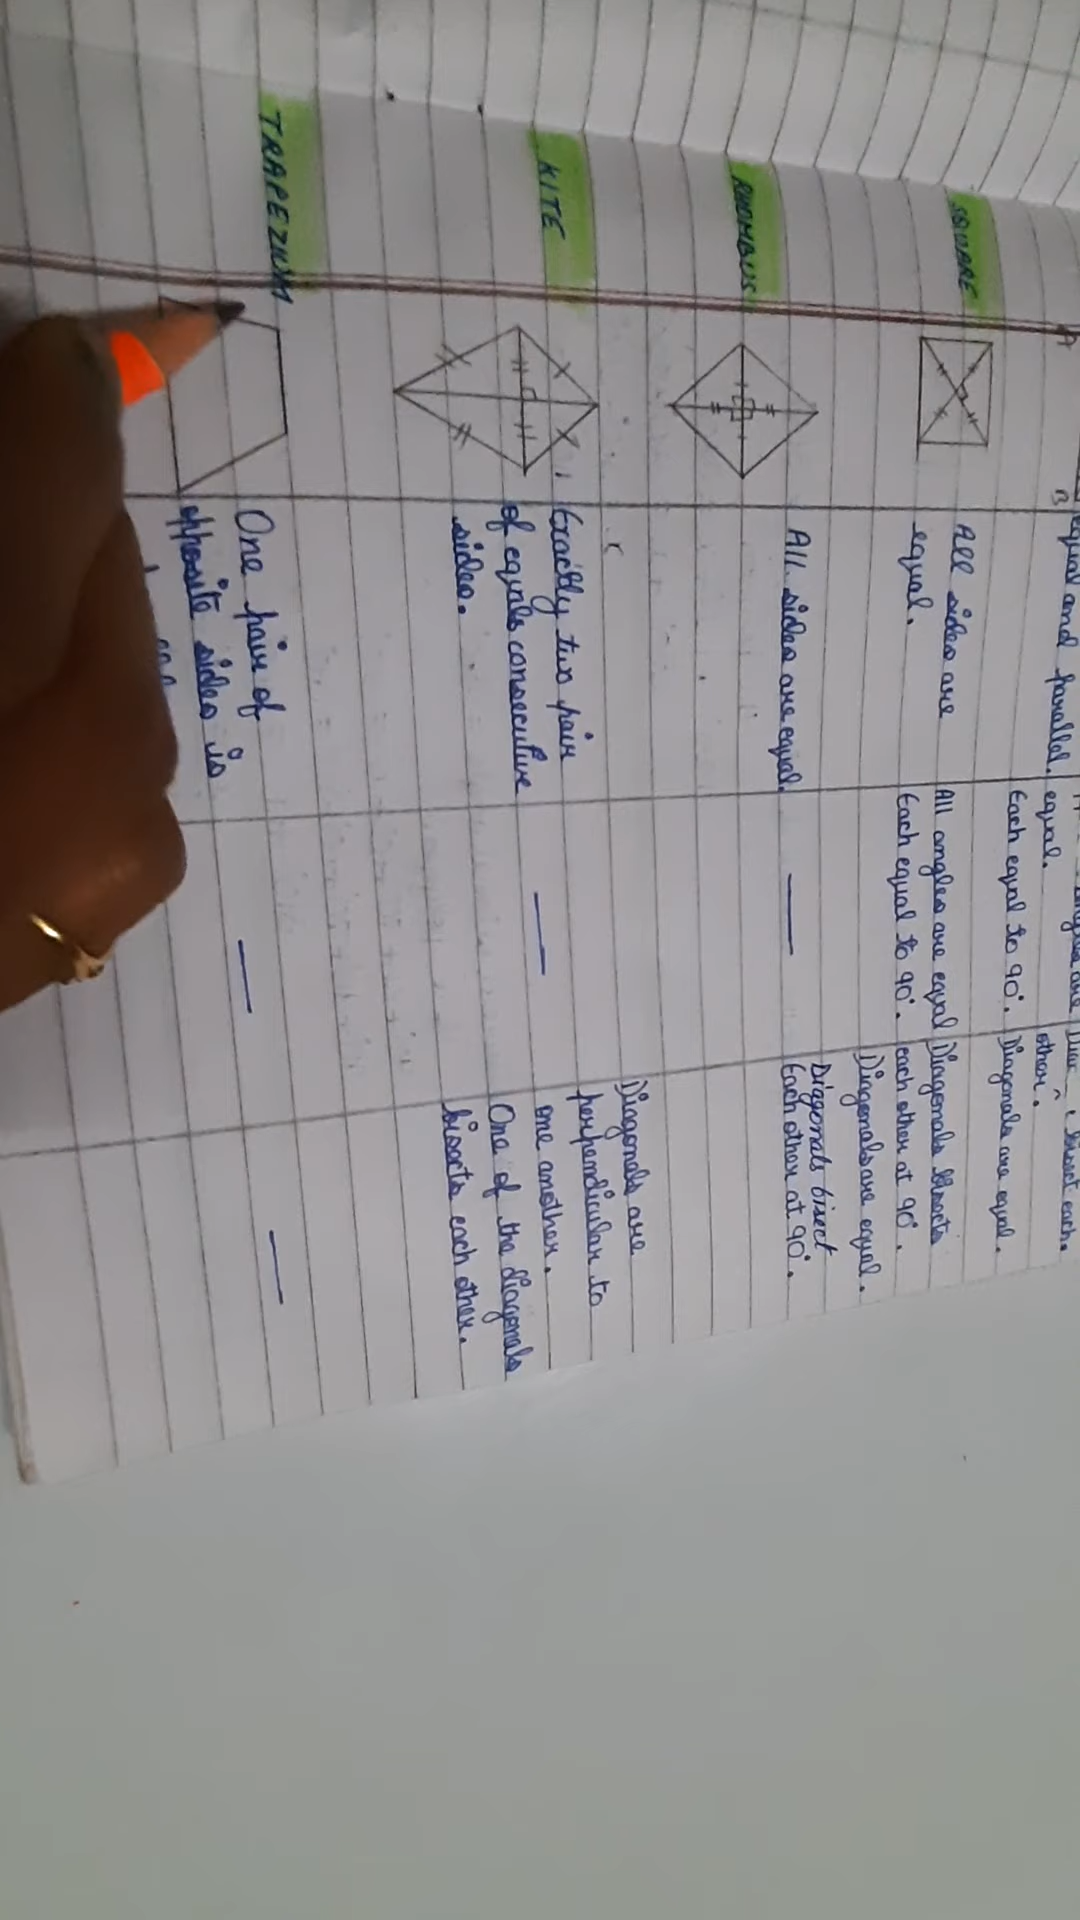 A
B
equal and parallel.
equal.
Each equal to 90°.
bisect each
other.
Diagonals are equal.
SQUARE
All sides are
equal.
All angles are equal
Each equal to 90°.
Diagonals bisects
each other at 90°.
Diagonals are equal.
RHOMBUS
All sides are equal.
—
Diagonals bisect
Each other at 90°.
KITE
Exactly two pair
of equals consecutive
sides.
—
Diagonals are
perpendicular to
one another.
One of the diagonals
bisects each other.
TRAPEZIUM
One pair of
opposite sides is
—
—